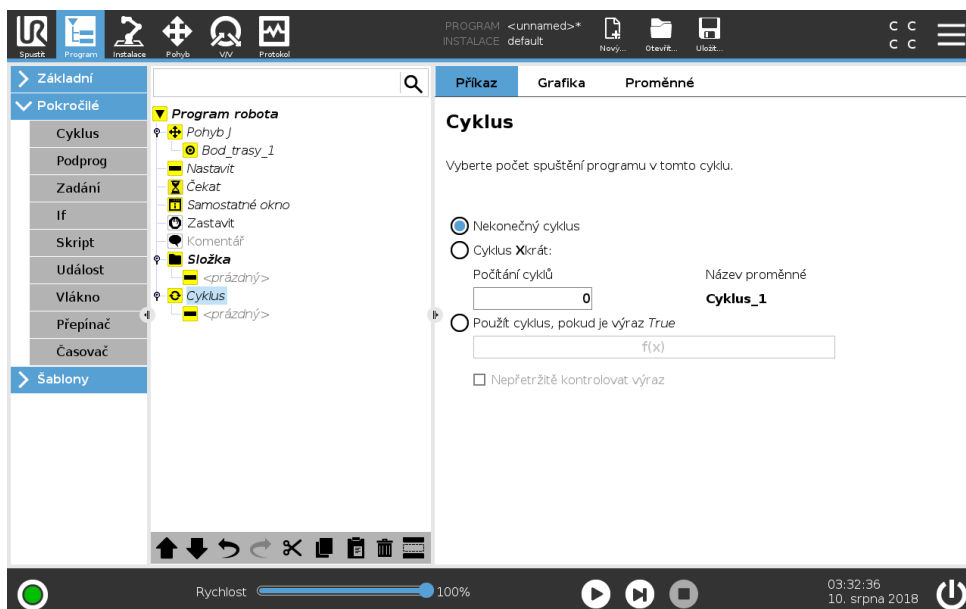 PROGRAM <unnamed>*
INSTALACE default
C C
C C
Spustit Program Instalace Pohyb V/V Protokol Nový... Otevřít... Uložit...
Základní
Pokročilé
Cyklus
Podprog
Zadání
If
Skript
Událost
Vlákno
Přepínač
Časovač
Šablony
Program robota
Pohyb J
Bod_trasy_1
Nastavit
Čekat
Samostatné okno
Zastavit
Komentář
Složka
<prázdný>
Cyklus
<prázdný>
Příkaz Grafika Proměnné
Cyklus
Vyberte počet spuštění programu v tomto cyklu.
Nekonečný cyklus
Cyklus Xkrát:
Počítání cyklů Název proměnné
0 Cyklus_1
Použít cyklus, pokud je výraz True
f(x)
Nepřetržitě kontrolovat výraz
Rychlost 100%
03:32:36
10. srpna 2018